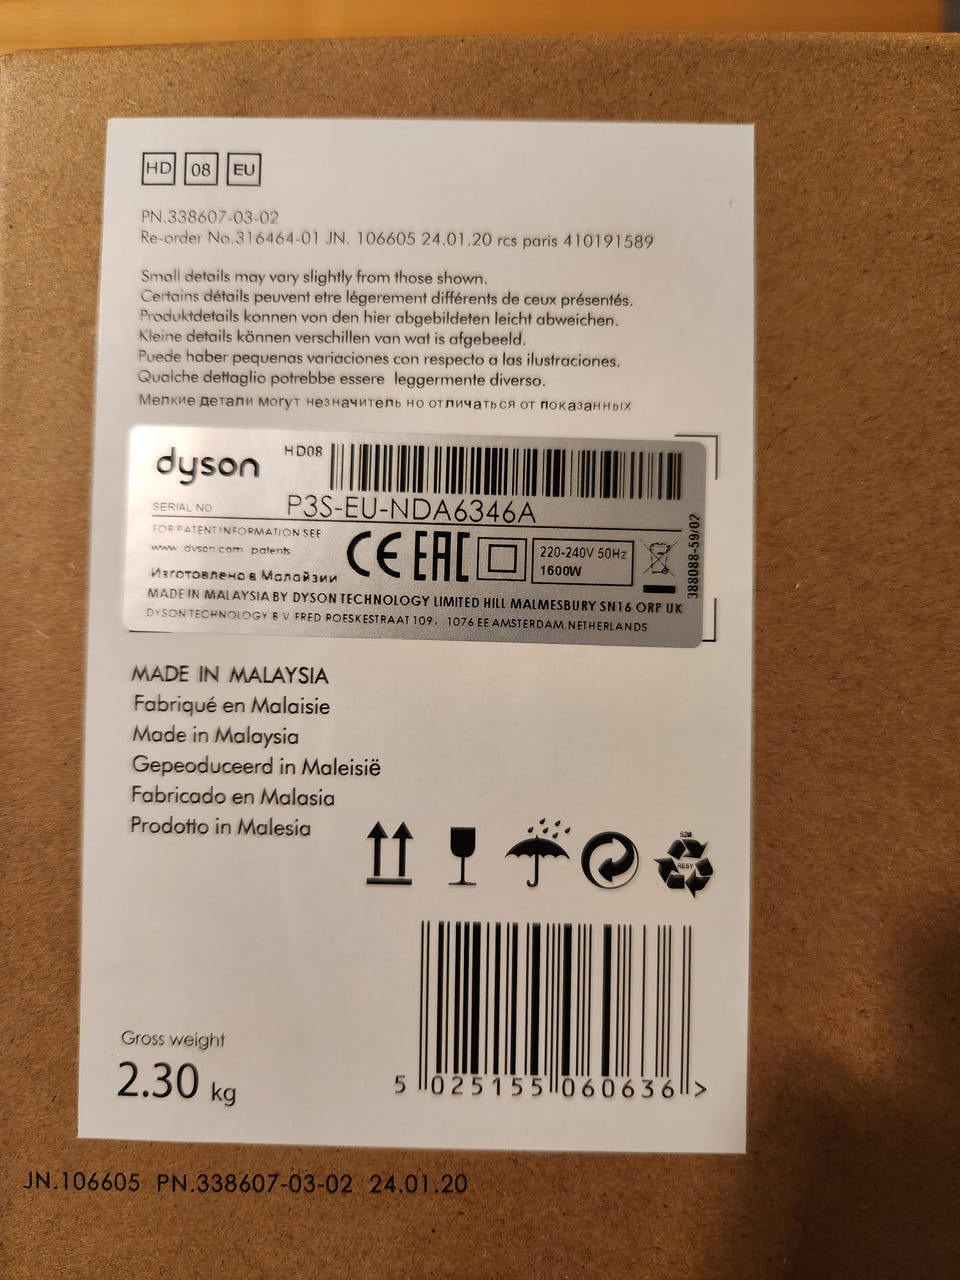 HD 08 EU
PN.338607-03-02
Re-order No.316464-01 JN. 106605 24.01.20 rcs paris 410191589
Small details may vary slightly from those shown.
Certains détails peuvent etre légerement différents de ceux présentés.
Produktdetails konnen von den hier abgebildeten leicht abweichen.
Kleine details können verschillen van wat is afgebeeld.
Puede haber pequenas variaciones con respecto a las ilustraciones.
Qualche dettaglio potrebbe essere leggermente diverso.
Мелкие детали могут незначитель но отличаться от показанных
dyson HD08
SERIAL NO P3S-EU-NDA6346A
FOR PATENT INFORMATION SEE
www dyson com patents
CE EAC
220-240V 50Hz
1600W
388088-59/02
Изготовлено в Малайзии
MADE IN MALAYSIA BY DYSON TECHNOLOGY LIMITED HILL MALMESBURY SN16 ORP UK
DYSON TECHNOLOGY B V FRED ROESKESTRAAT 109, 1076 EE AMSTERDAM NETHERLANDS
MADE IN MALAYSIA
Fabriqué en Malaisie
Made in Malaysia
Gepeoduceerd in Maleisië
Fabricado en Malasia
Prodotto in Malesia
520
RESY
Gross weight
2.30 kg
5 025155 060636 >
JN.106605 PN.338607-03-02 24.01.20